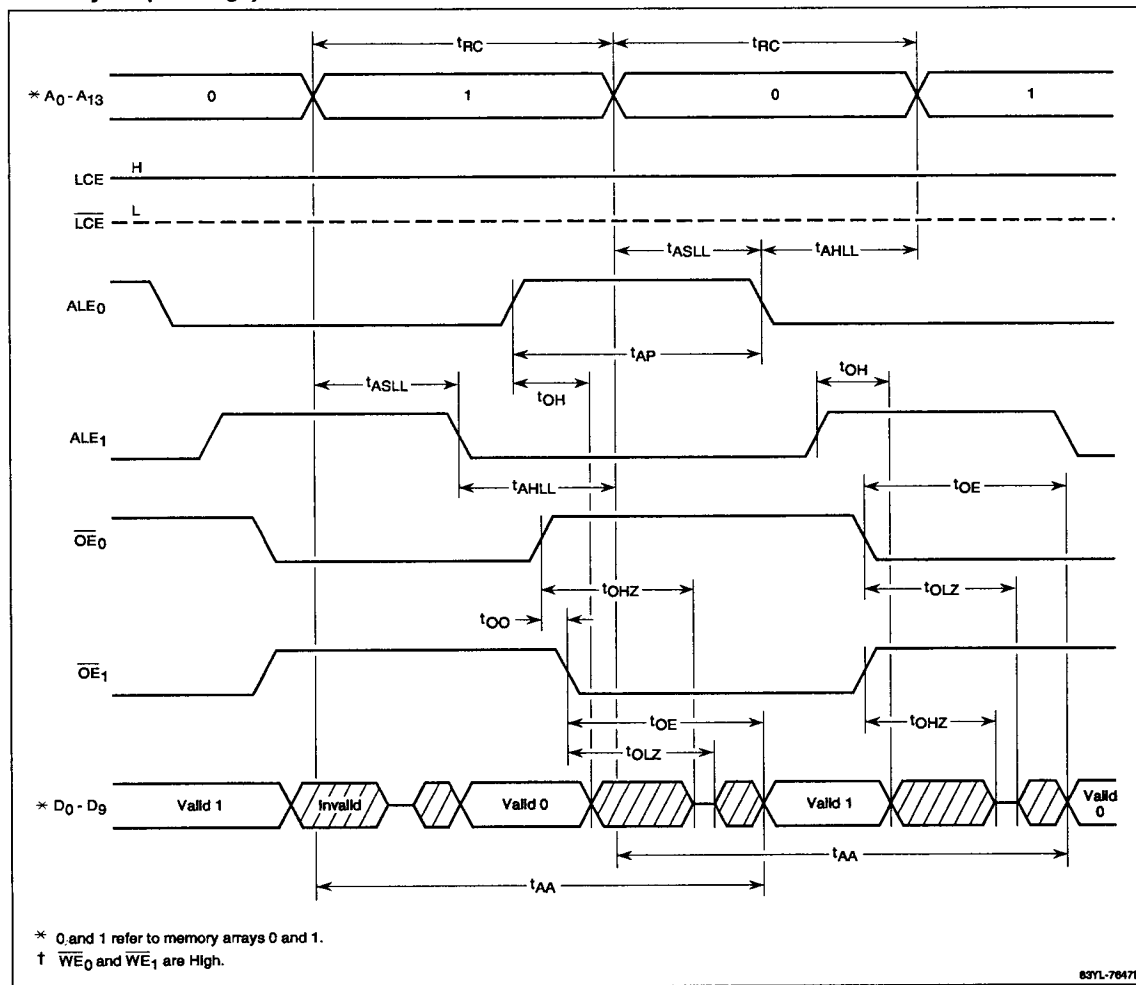 tRC tRC
* A0 - A13 0 1 0 1
LCE H
LCE L
tASLL tAHLL
ALE0
tAP
tASLL tOH tOH
ALE1
tAHLL tOE
OE0
tOHZ tOLZ
tOO
OE1
tOE tOHZ
tOLZ
* D0 - D9 Valid 1 Invalid Valid 0 Valid 1 Valid 0
tAA
tAA
* 0 and 1 refer to memory arrays 0 and 1.
† WE0 and WE1 are High.